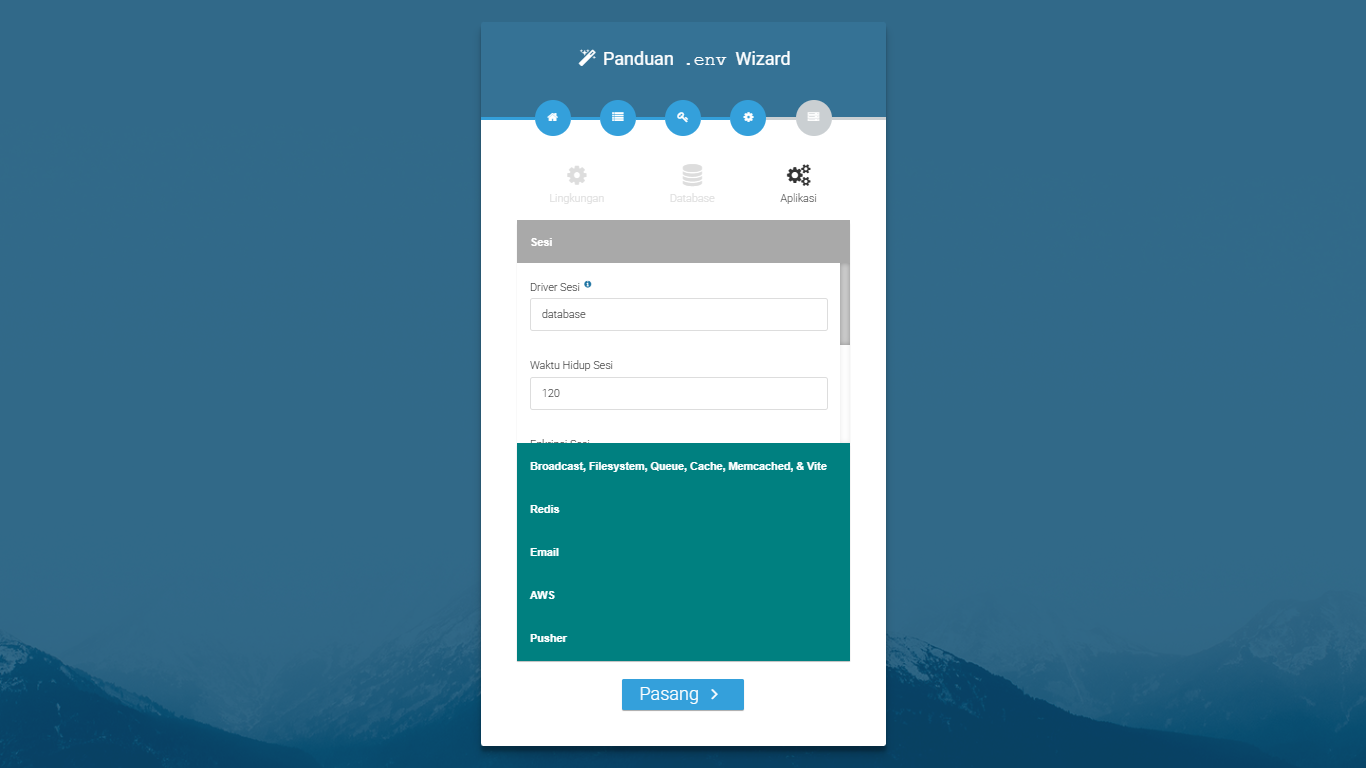 Panduan .env Wizard
Lingkungan
Database
Aplikasi
Sesi
Driver Sesi
database
Waktu Hidup Sesi
120
Broadcast, Filesystem, Queue, Cache, Memcached, & Vite
Redis
Email
AWS
Pusher
Pasang